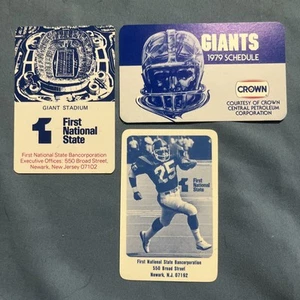 GIANT STADIUM
First
National
State
First National State Bancorporation
Executive Offices: 550 Broad Street,
Newark, New Jersey 07102
GIANTS
1979 SCHEDULE
CROWN
COURTESY OF CROWN
CENTRAL PETROLEUM
CORPORATION
25
First
National
State
First National State Bancorporation
550 Broad Street
Newark, N.J. 07102